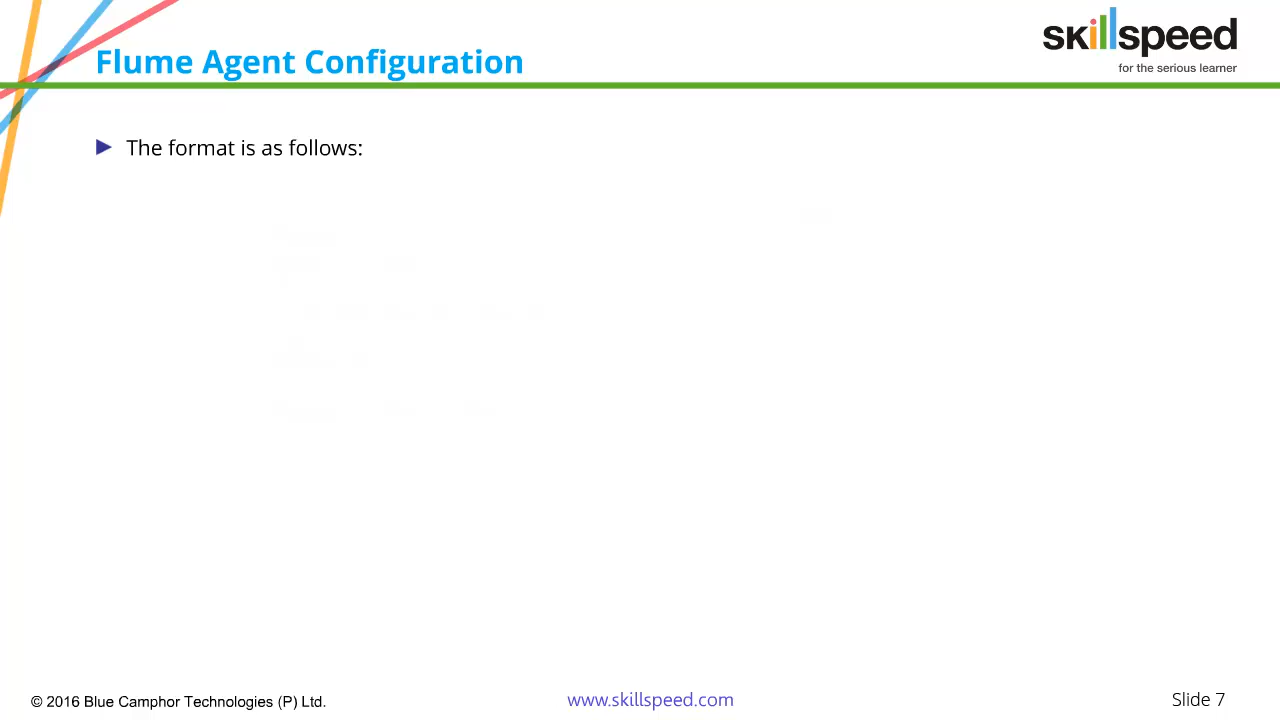 Flume Agent Configuration
skillspeed
for the serious learner
The format is as follows:
© 2016 Blue Camphor Technologies (P) Ltd.
www.skillspeed.com
Slide 7